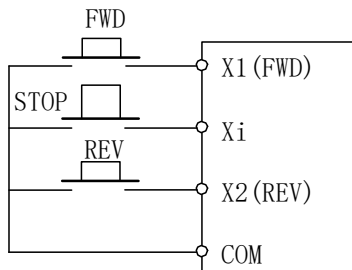 FWD
X1(FWD)
STOP
Xi
REV
X2(REV)
COM